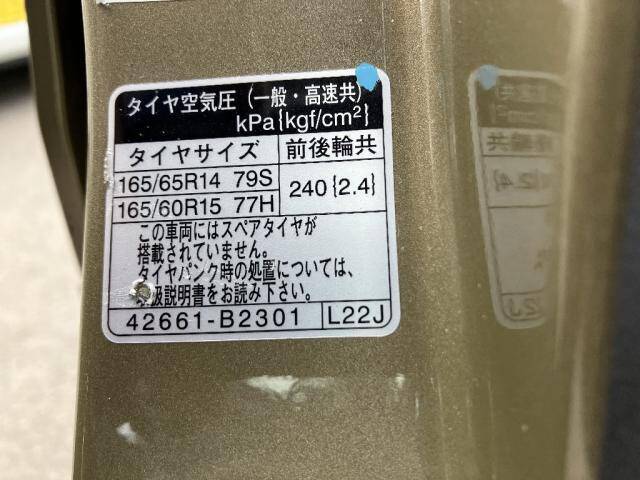 タイヤ空気圧（一般・高速共）
kPa{kgf/cm²}
タイヤサイズ 前後輪共
165/65R14 79S 240{2.4}
165/60R15 77H
この車両にはスペアタイヤが
搭載されていません。
タイヤパンク時の処置については、
取扱説明書をお読み下さい。
42661-B2301 L22J